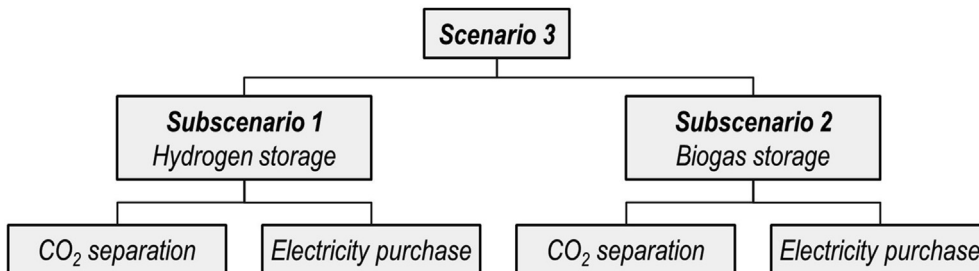 Scenario 3
Subscenario 1
Hydrogen storage
Subscenario 2
Biogas storage
CO₂ separation
Electricity purchase
CO₂ separation
Electricity purchase